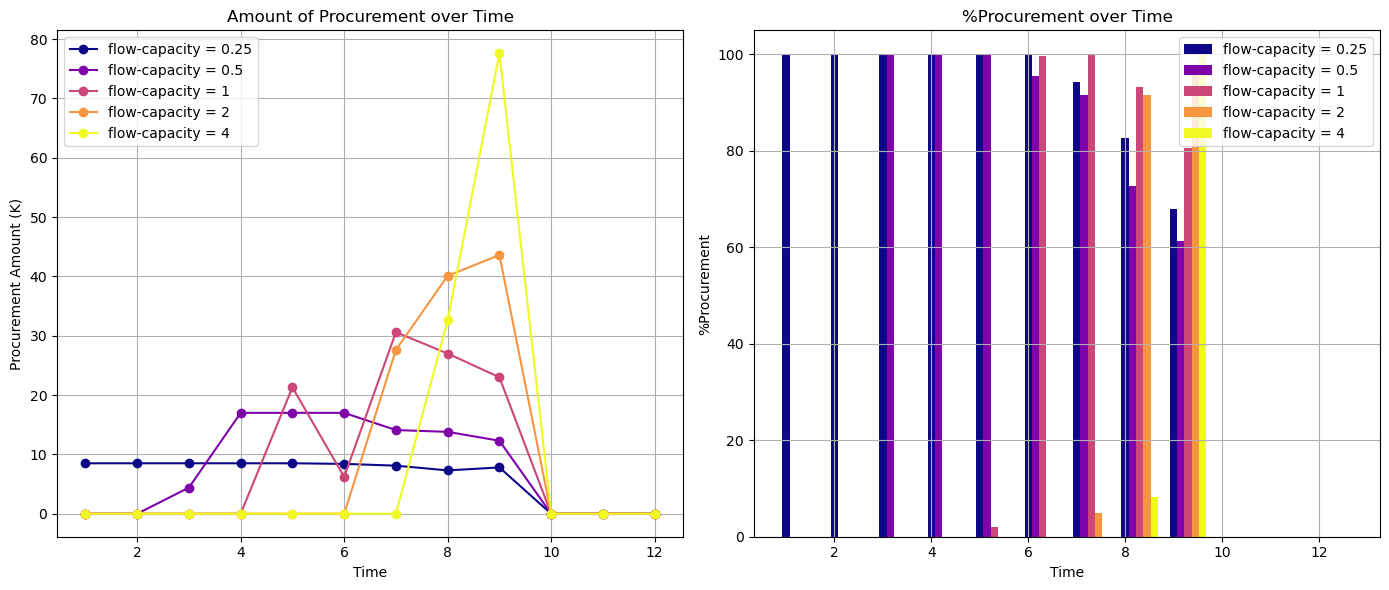 Amount of Procurement over Time
80
70
60
50
40
30
20
10
0
Procurement Amount (K)
flow-capacity = 0.25
flow-capacity = 0.5
flow-capacity = 1
flow-capacity = 2
flow-capacity = 4
2
4
6
8
10
12
Time
%Procurement over Time
100
80
60
40
20
0
%Procurement
flow-capacity = 0.25
flow-capacity = 0.5
flow-capacity = 1
flow-capacity = 2
flow-capacity = 4
2
4
6
8
10
12
Time